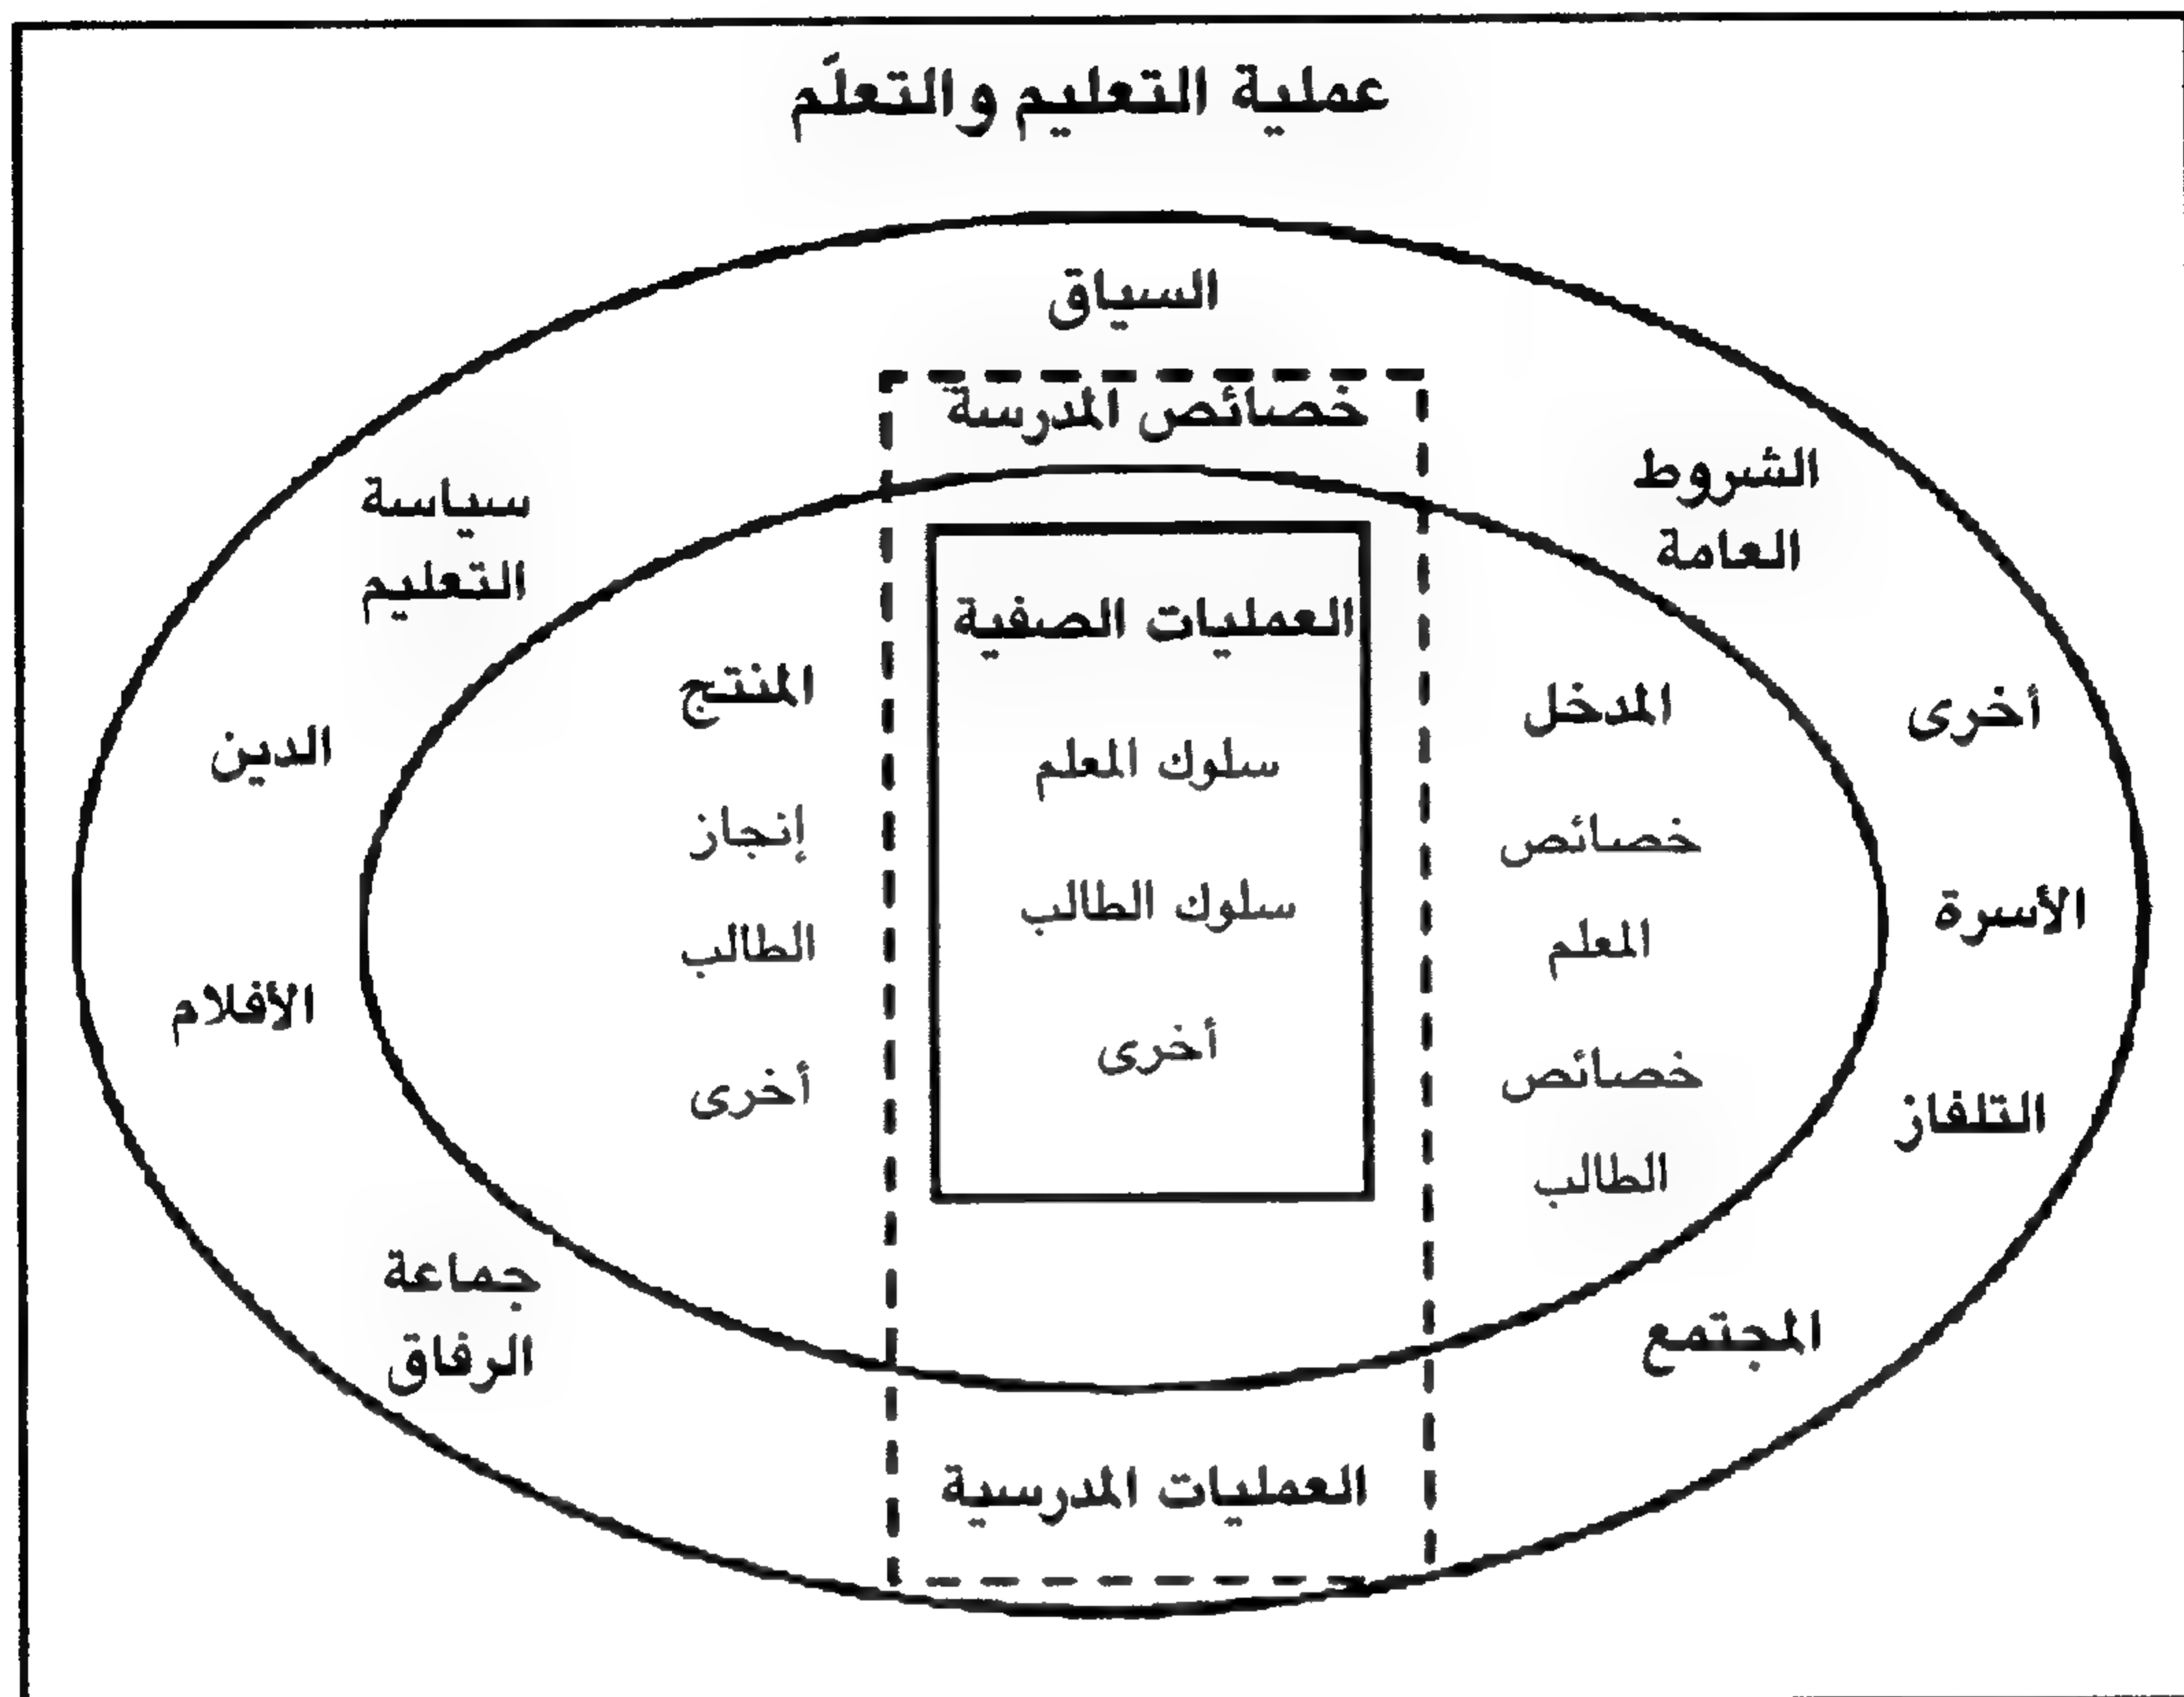 عملية التعليم والتعلّم
السياق
خصائص المدرسة
الشروط
العامة
أخرى
الأسرة
التلفاز
المجتمع
المدخل
خصائص
المعلم
خصائص
الطالب
العمليات الصفية
سلوك المعلم
سلوك الطالب
أخرى
المنتج
إنجاز
الطالب
أخرى
سياسة
التعليم
الدين
الأفلام
جماعة
الرفاق
العمليات المدرسية